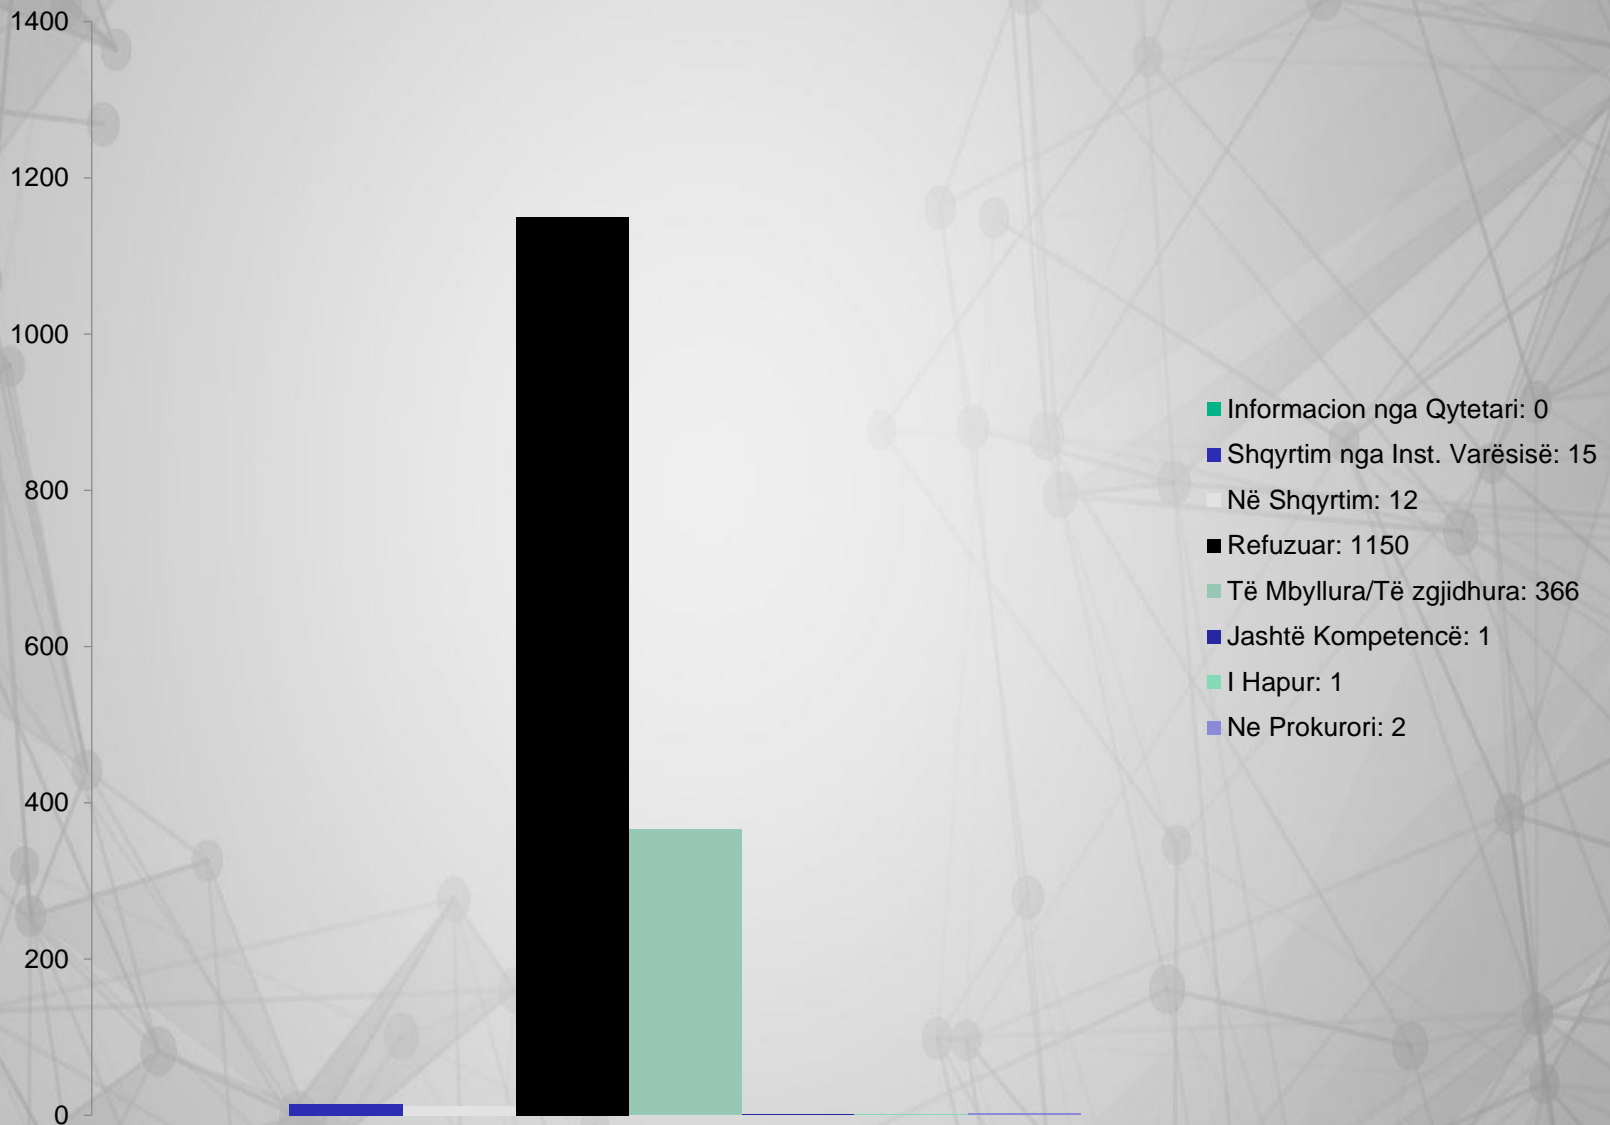 1400
1200
1000
800
600
400
200
0
Informacion nga Qytetari: 0
Shqyrtim nga Inst. Varësisë: 15
Në Shqyrtim: 12
Refuzuar: 1150
Të Mbyllura/Të zgjidhura: 366
Jashtë Kompetencë: 1
I Hapur: 1
Ne Prokurori: 2